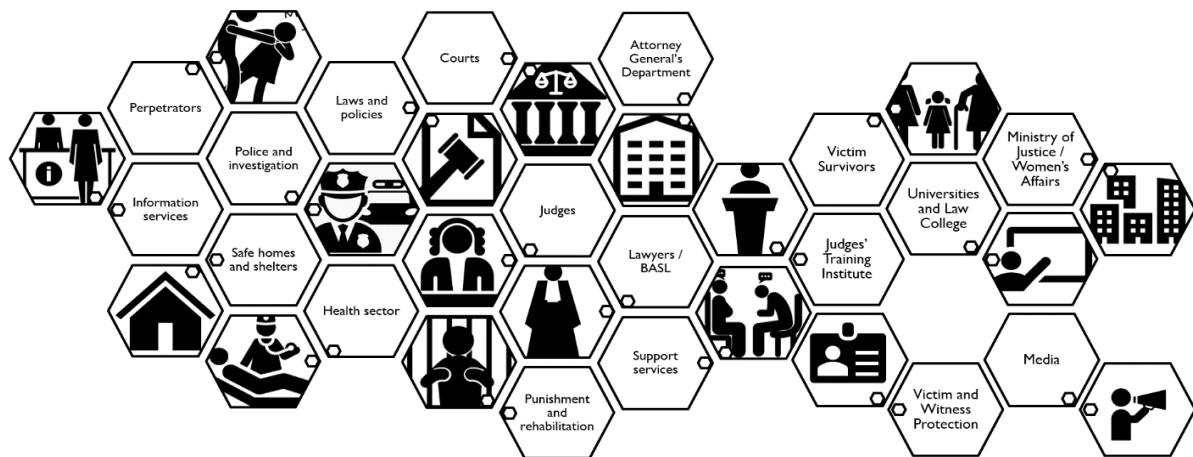 Perpetrators
Information
services
Police and
investigation
Safe homes
and shelters
Laws and
policies
Health sector
Courts
Judges
Punishment
and
rehabilitation
Attorney
General's
Department
Lawyers /
BASL
Support
services
Victim
Survivors
Judges'
Training
Institute
Universities
and Law
College
Victim and
Witness
Protection
Ministry of
Justice /
Women's
Affairs
Media